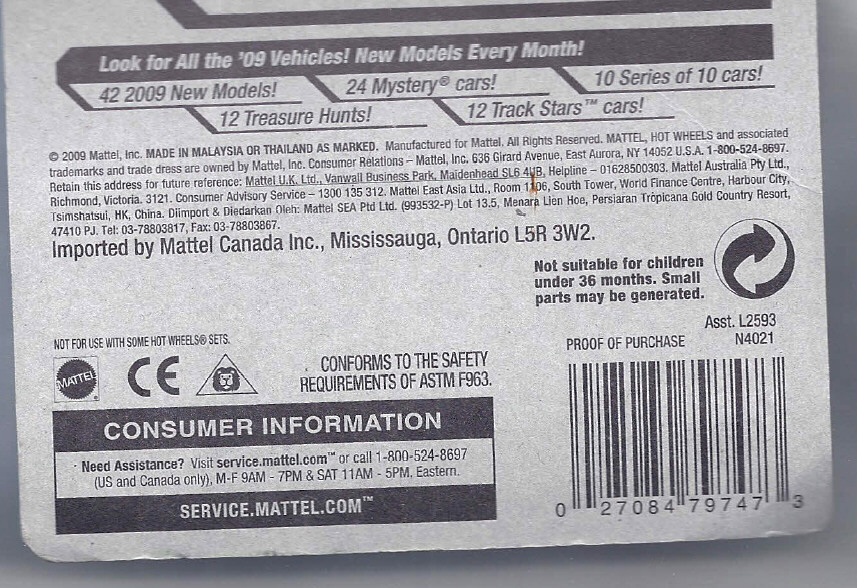 Look for All the '09 Vehicles! New Models Every Month!
42 2009 New Models!
24 Mystery® cars!
10 Series of 10 cars!
12 Treasure Hunts!
12 Track Stars™ cars!
© 2009 Mattel, Inc. MADE IN MALAYSIA OR THAILAND AS MARKED. Manufactured for Mattel. All Rights Reserved. MATTEL, HOT WHEELS and associated
trademarks and trade dress are owned by Mattel, Inc. Consumer Relations – Mattel, Inc. 636 Girard Avenue, East Aurora, NY 14052 U.S.A. 1-800-524-8697.
Retain this address for future reference: Mattel U.K. Ltd., Vanwall Business Park, Maidenhead SL6 4UB, Helpline – 01628500303. Mattel Australia Pty Ltd.,
Richmond, Victoria. 3121. Consumer Advisory Service – 1300 135 312. Mattel East Asia Ltd., Room 1106, South Tower, World Finance Centre, Harbour City,
Tsimshatsui, HK, China. Diimport & Diedarkan Oleh: Mattel SEA Ptd Ltd. (993532-P) Lot 13.5, Menara Lien Hoe, Persiaran Tropicana Gold Country Resort,
47410 PJ. Tel: 03-78803817, Fax: 03-78803867.
Imported by Mattel Canada Inc., Mississauga, Ontario L5R 3W2.
Not suitable for children
under 36 months. Small
parts may be generated.
Asst. L2593
PROOF OF PURCHASE N4021
NOT FOR USE WITH SOME HOT WHEELS® SETS.
MATTEL
CE
CONFORMS TO THE SAFETY
REQUIREMENTS OF ASTM F963.
CONSUMER INFORMATION
Need Assistance? Visit service.mattel.com™ or call 1-800-524-8697
(US and Canada only), M-F 9AM - 7PM & SAT 11AM - 5PM, Eastern.
SERVICE.MATTEL.COM™
0 27084 79747 3